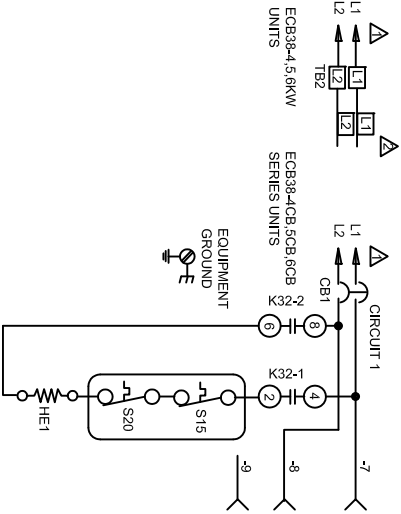 L1
L2
1
L1
L2
TB2
L1
L2
2
ECB38-4,5,6KW
UNITS
L1
L2
1
CB1
CIRCUIT 1
ECB38-4CB,5CB,6CB
SERIES UNITS
EQUIPMENT
GROUND
K32-2
6
8
K32-1
2
4
S20
S15
HE1
-7
-8
-9